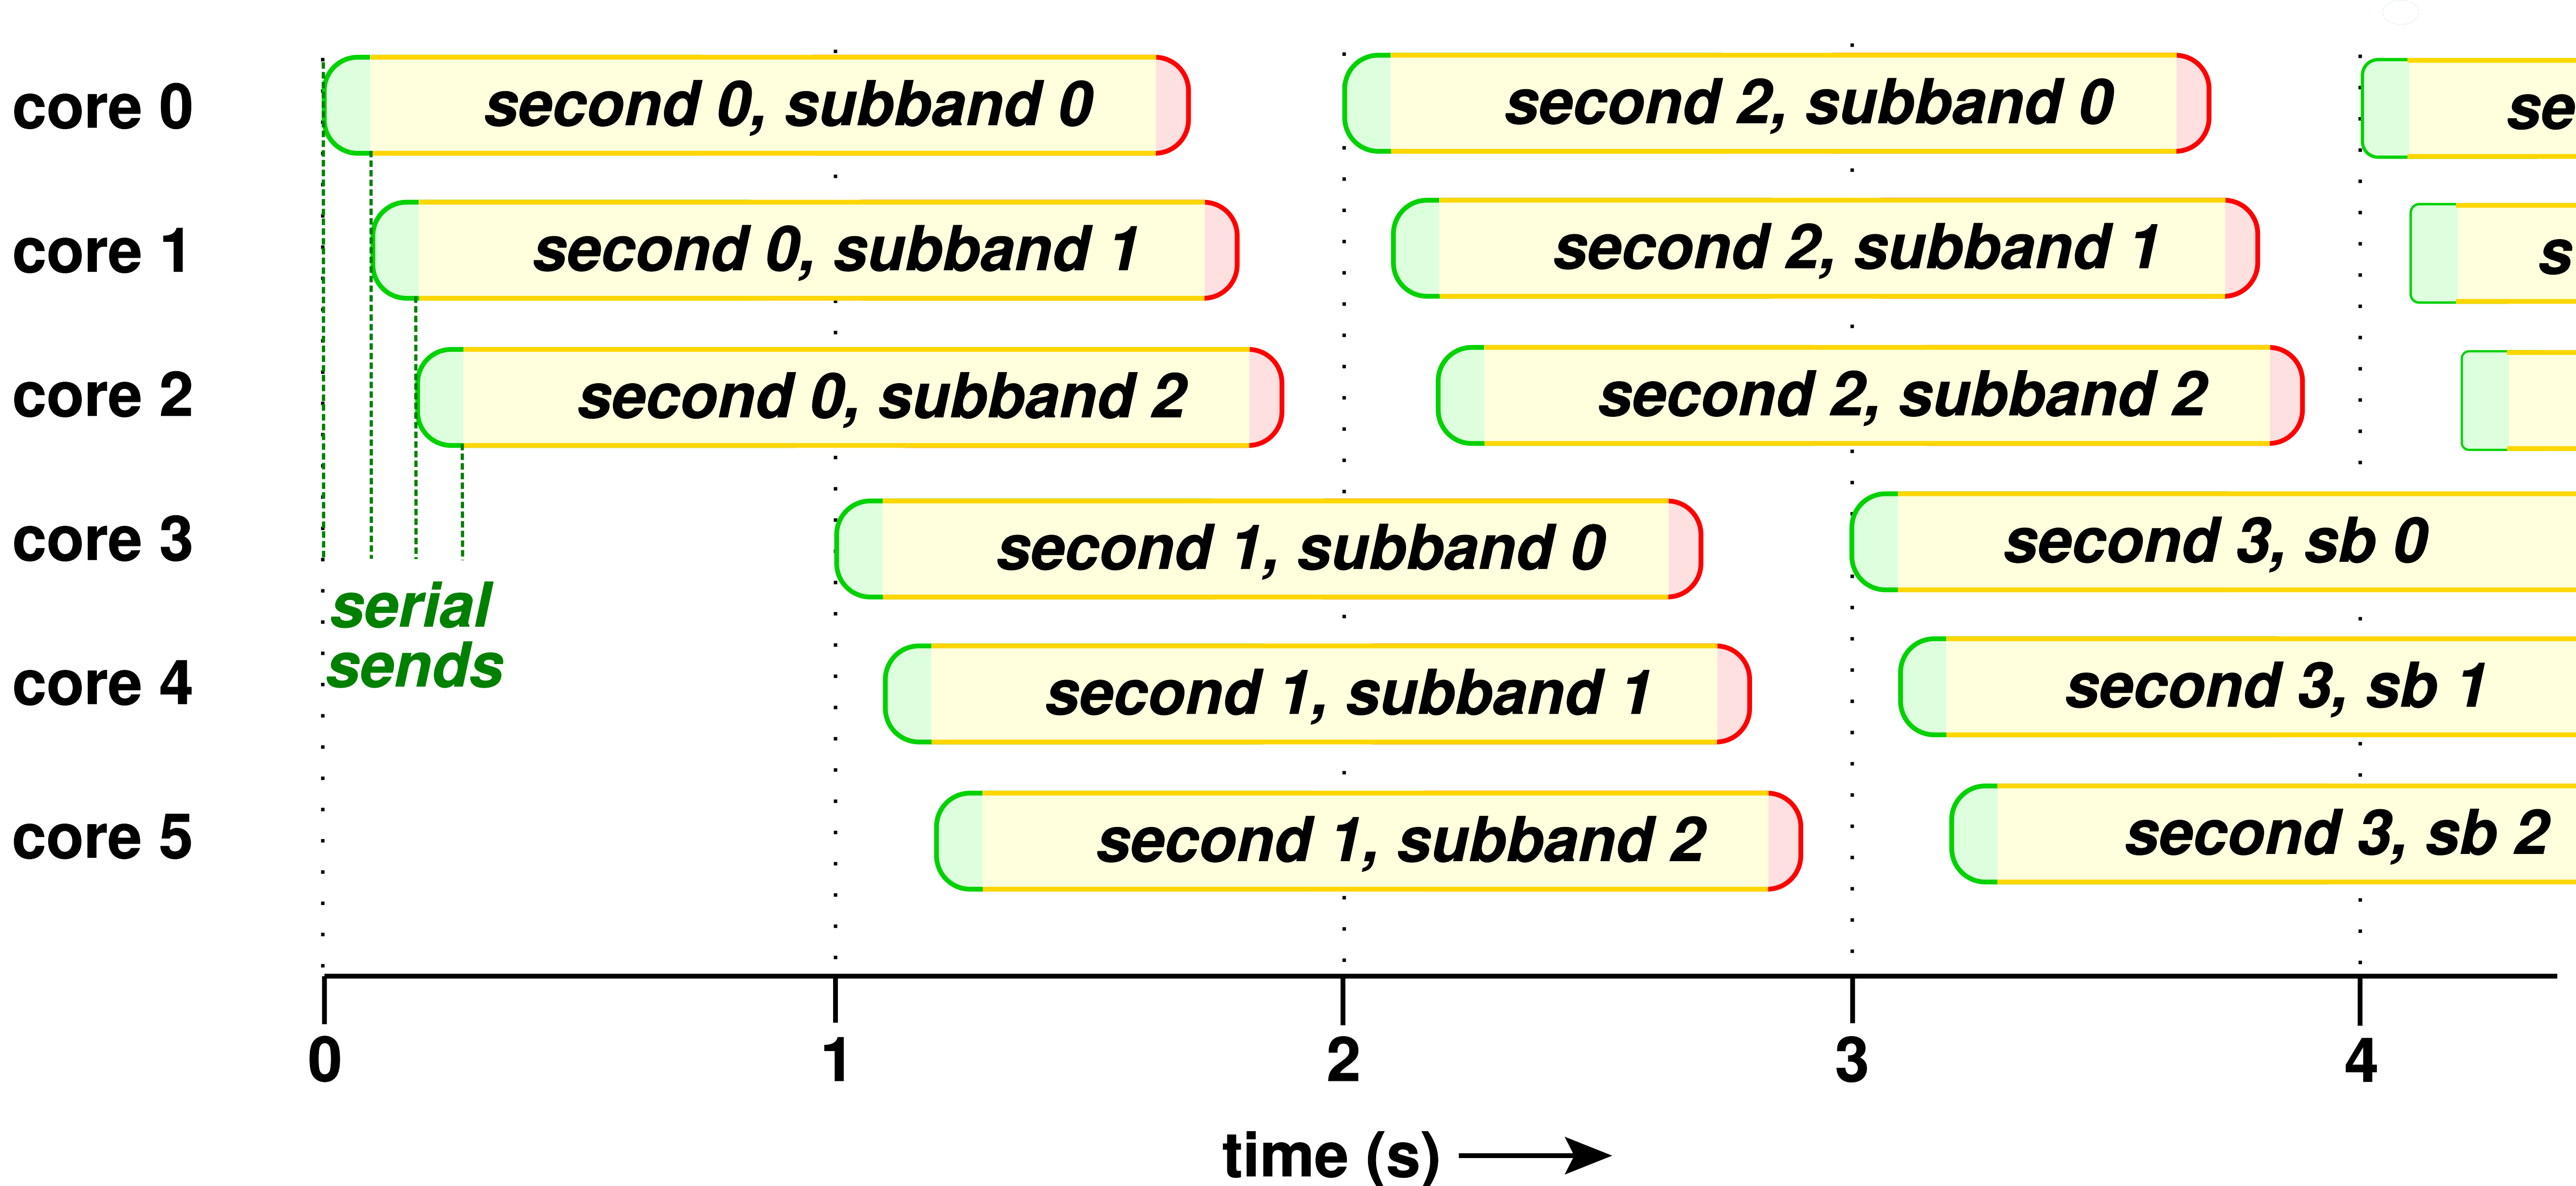 core 0
second 0, subband 0
second 2, subband 0
se
core 1
second 0, subband 1
second 2, subband 1
s
core 2
second 0, subband 2
second 2, subband 2
core 3
second 1, subband 0
second 3, sb 0
serial
sends
core 4
second 1, subband 1
second 3, sb 1
core 5
second 1, subband 2
second 3, sb 2
0
1
2
3
4
time (s)